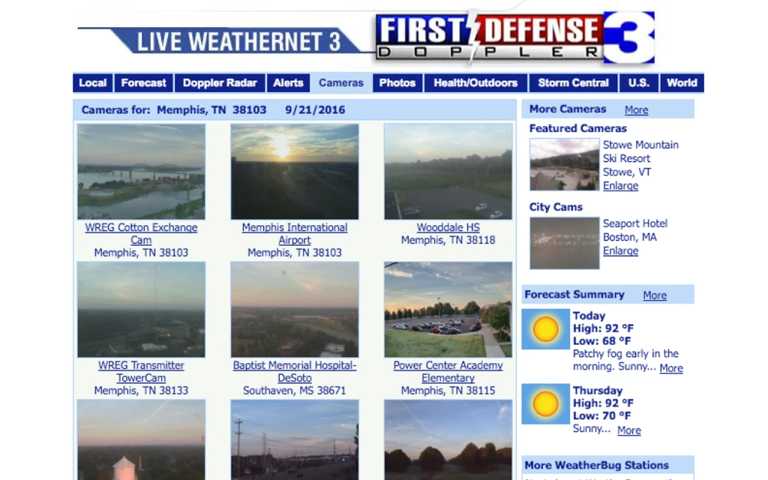 LIVE WEATHERNET 3
FIRST DEFENSE
DOPPLER
3
Local
Forecast
Doppler Radar
Alerts
Cameras
Photos
Health/Outdoors
Storm Central
U.S.
World
Cameras for: Memphis, TN 38103 9/21/2016
WREG Cotton Exchange
Cam
Memphis, TN 38103
Memphis International
Airport
Memphis, TN 38103
Wooddale HS
Memphis, TN 38118
WREG Transmitter
TowerCam
Memphis, TN 38133
Baptist Memorial Hospital-
DeSoto
Southaven, MS 38671
Power Center Academy
Elementary
Memphis, TN 38115
More Cameras More
Featured Cameras
Stowe Mountain
Ski Resort
Stowe, VT
Enlarge
City Cams
Seaport Hotel
Boston, MA
Enlarge
Forecast Summary More
Today
High: 92 °F
Low: 68 °F
Patchy fog early in the
morning. Sunny... More
Thursday
High: 92 °F
Low: 70 °F
Sunny... More
More WeatherBug Stations